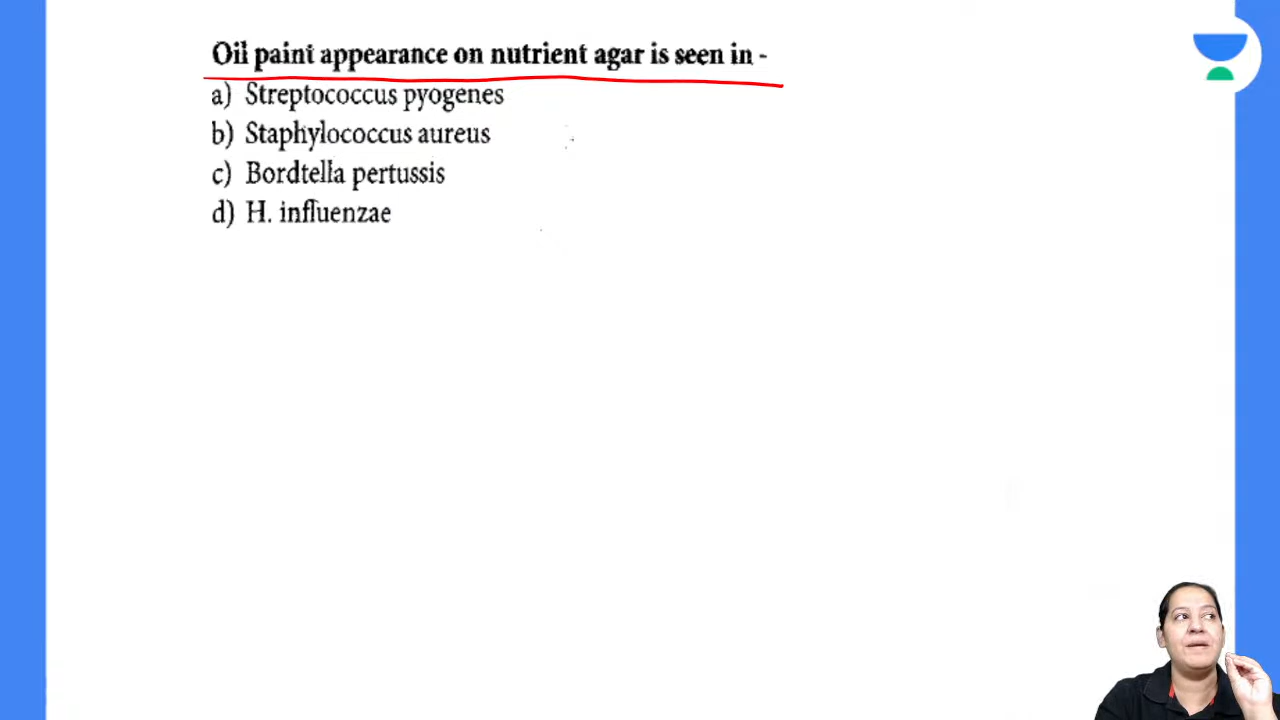 Oil paint appearance on nutrient agar is seen in -
a) Streptococcus pyogenes
b) Staphylococcus aureus
c) Bordtella pertussis
d) H. influenzae